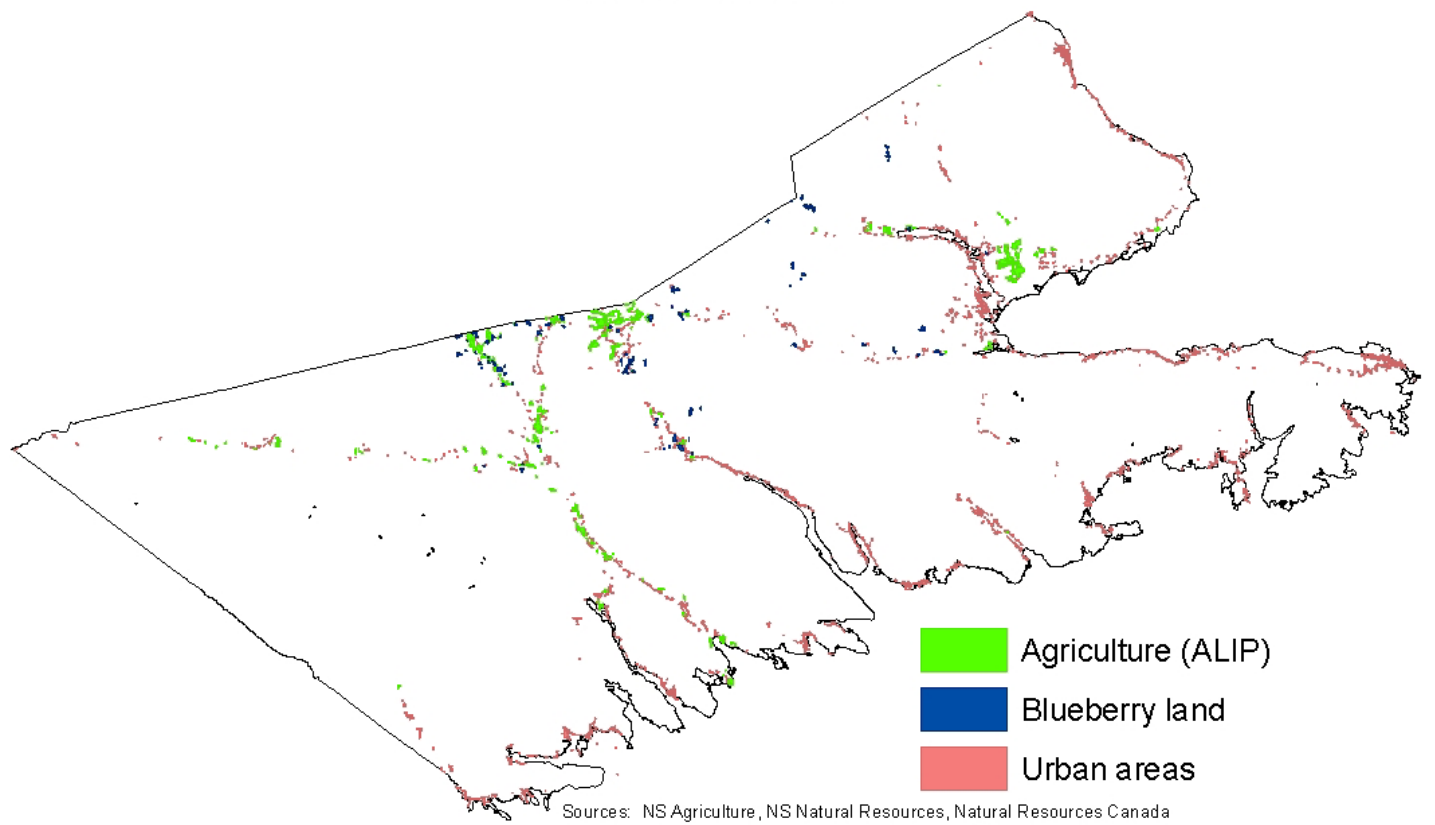 Agriculture (ALIP)
Blueberry land
Urban areas
Sources: NS Agriculture, NS Natural Resources, Natural Resources Canada